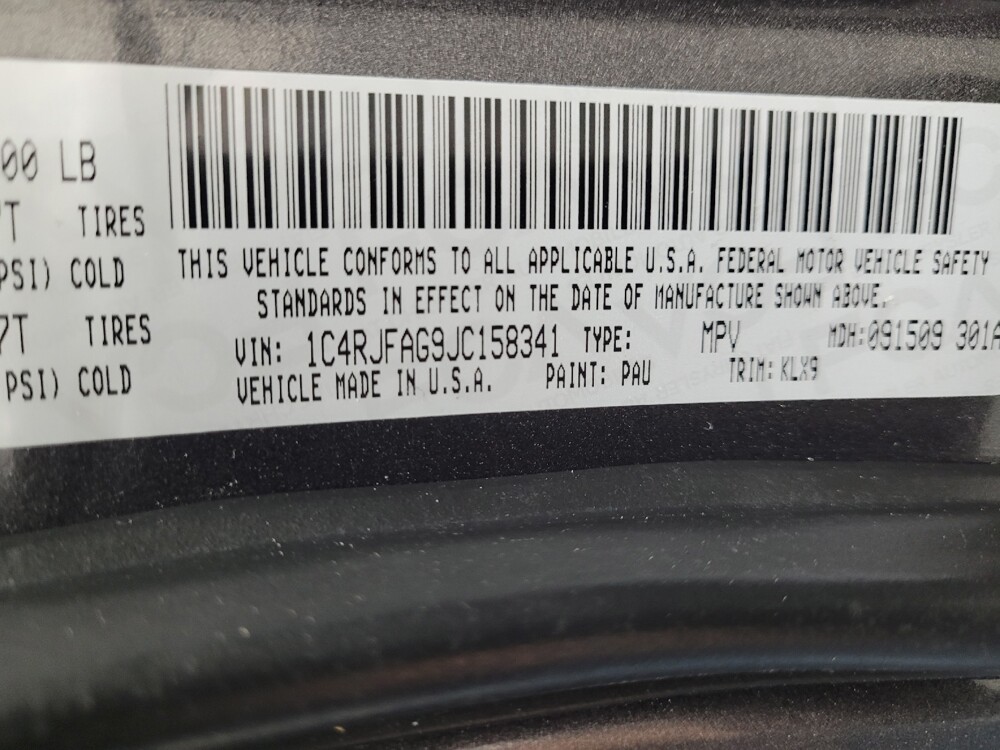 00 LB
T TIRES
PSI) COLD
7T TIRES
PSI) COLD
THIS VEHICLE CONFORMS TO ALL APPLICABLE U.S.A. FEDERAL MOTOR VEHICLE SAFETY
STANDARDS IN EFFECT ON THE DATE OF MANUFACTURE SHOWN ABOVE.
VIN: 1C4RJFAG9JC158341 TYPE: MPV MDH:091509 301A
VEHICLE MADE IN U.S.A. PAINT: PAU TRIM: KLX9